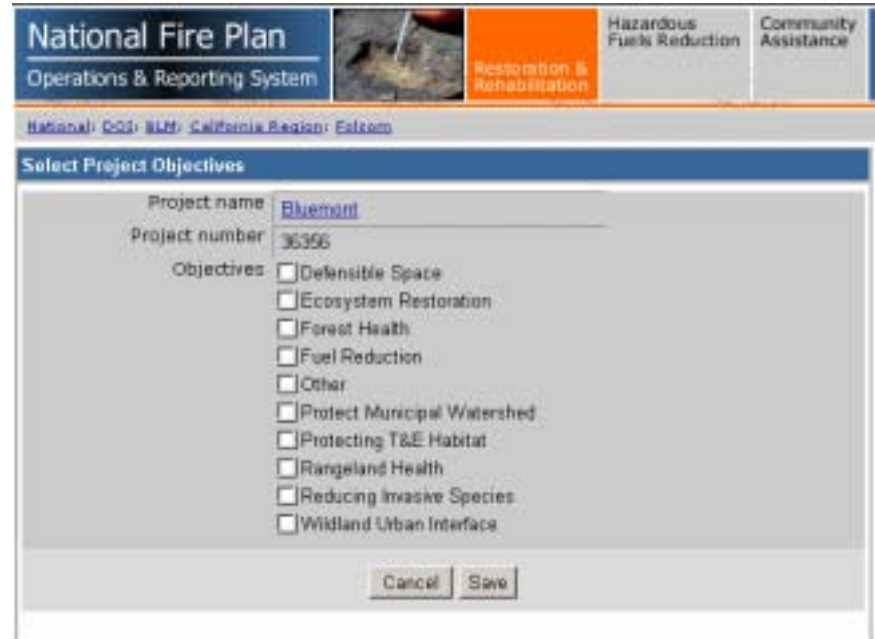 National Fire Plan
Operations & Reporting System
Restoration & Rehabilitation
Hazardous Fuels Reduction
Community Assistance
National: DOI: BLM: California Region: Folsom
Select Project Objectives
Project name Bluemont
Project number 36356
Objectives
Defensible Space
Ecosystem Restoration
Forest Health
Fuel Reduction
Other
Protect Municipal Watershed
Protecting T&E Habitat
Rangeland Health
Reducing Invasive Species
Wildland Urban Interface
Cancel Save